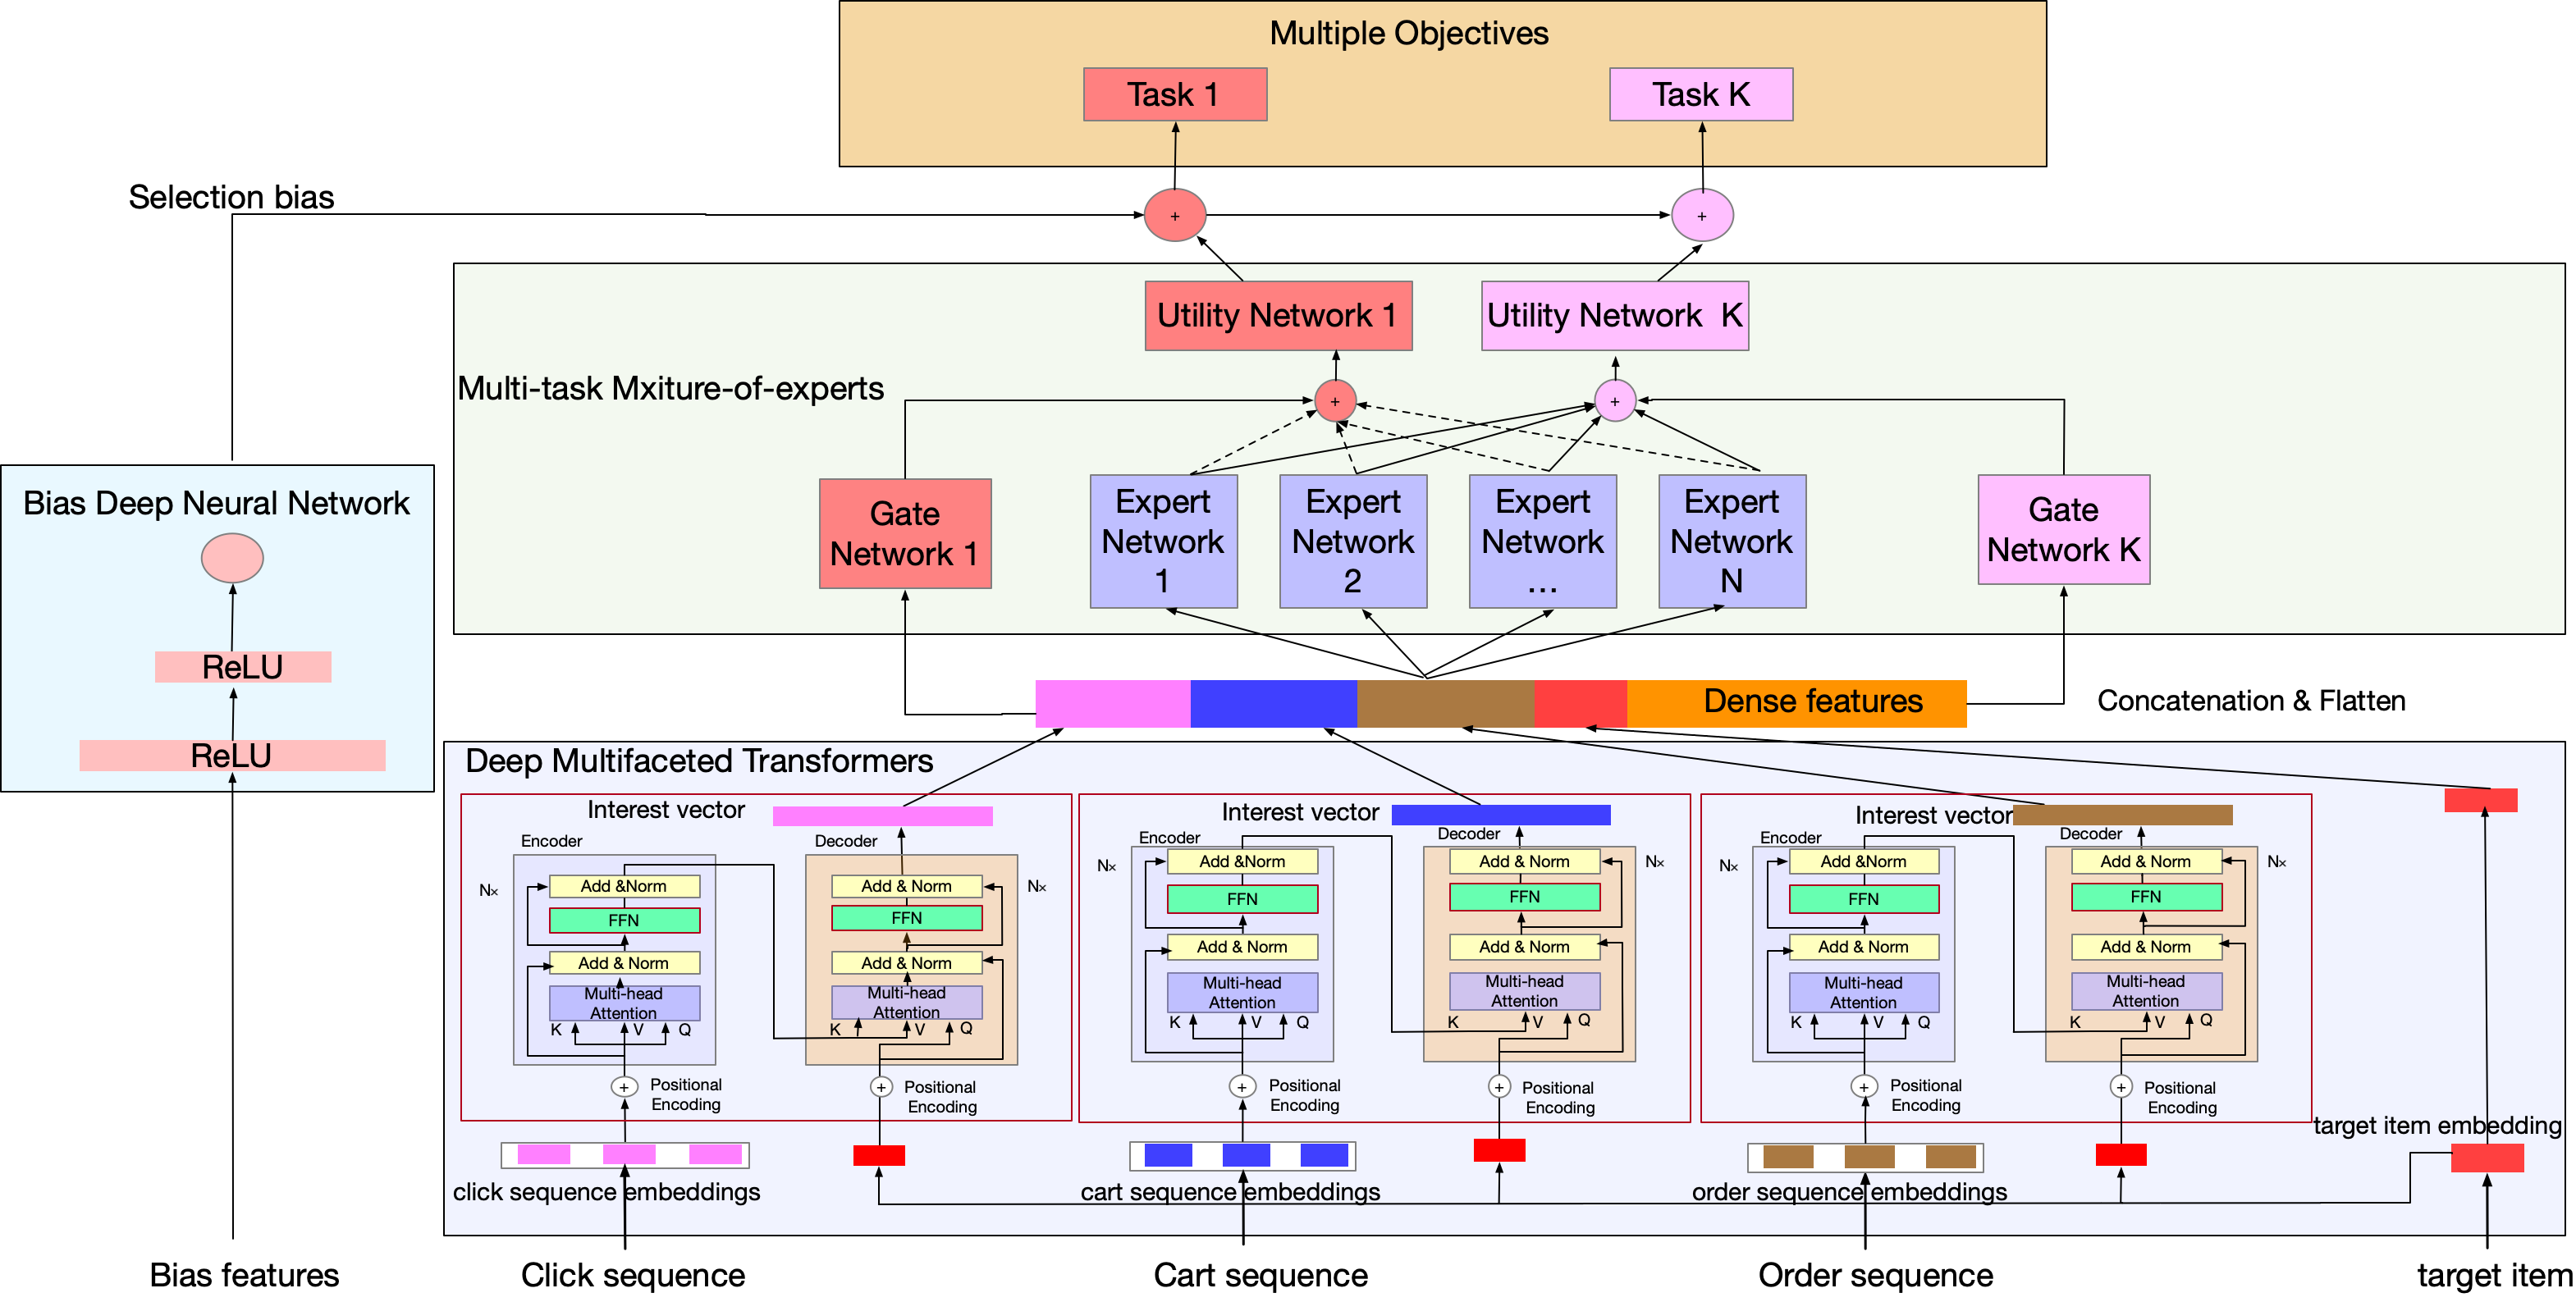 Multiple Objectives
Task 1
Task K
Selection bias
+
+
Utility Network 1
Utility Network K
Multi-task Mxiture-of-experts
+
+
Bias Deep Neural Network
ReLU
ReLU
Gate
Network 1
Expert
Network
1
Expert
Network
2
Expert
Network
...
Expert
Network
N
Gate
Network K
Dense features
Concatenation & Flatten
Deep Multifaceted Transformers
Interest vector
Encoder
Decoder
N×
Add &Norm
FFN
Add & Norm
Multi-head
Attention
K
V
Q
+
Positional
Encoding
Add & Norm
N×
FFN
Add & Norm
Multi-head
Attention
K
V
Q
+
Positional
Encoding
click sequence embeddings
Interest vector
Encoder
Decoder
N×
Add &Norm
FFN
Add & Norm
Multi-head
Attention
K
V
Q
+
Positional
Encoding
Add & Norm
N×
FFN
Add & Norm
Multi-head
Attention
K
V
Q
+
Positional
Encoding
cart sequence embeddings
Interest vector
Encoder
Decoder
N×
Add &Norm
FFN
Add & Norm
Multi-head
Attention
K
V
Q
+
Positional
Encoding
Add & Norm
N×
FFN
Add & Norm
Multi-head
Attention
K
V
Q
+
Positional
Encoding
order sequence embeddings
target item embedding
Bias features
Click sequence
Cart sequence
Order sequence
target item